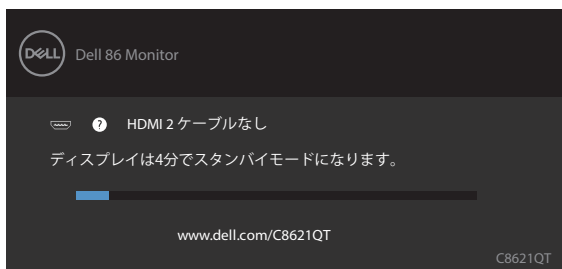 DELL
Dell 86 Monitor
? HDMI 2 ケーブルなし
ディスプレイは4分でスタンバイモードになります。
www.dell.com/C8621QT
C8621QT